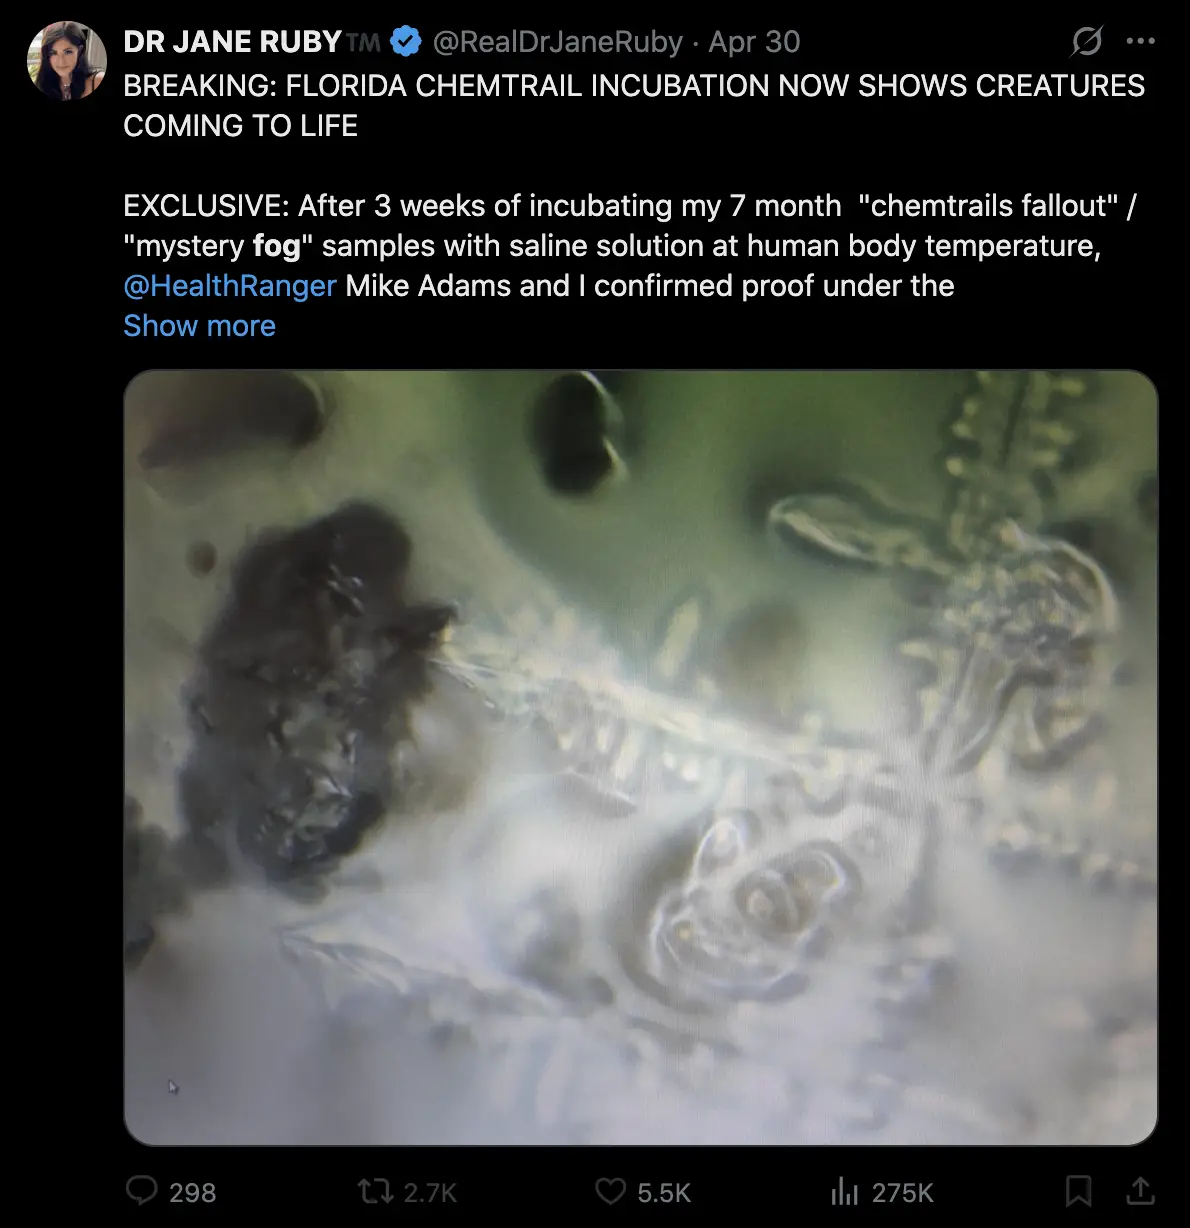 DR JANE RUBY™ @RealDrJaneRuby · Apr 30
BREAKING: FLORIDA CHEMTRAIL INCUBATION NOW SHOWS CREATURES
COMING TO LIFE
EXCLUSIVE: After 3 weeks of incubating my 7 month  "chemtrails fallout" /
"mystery fog" samples with saline solution at human body temperature,
@HealthRanger Mike Adams and I confirmed proof under the
Show more
298 2.7K 5.5K 275K